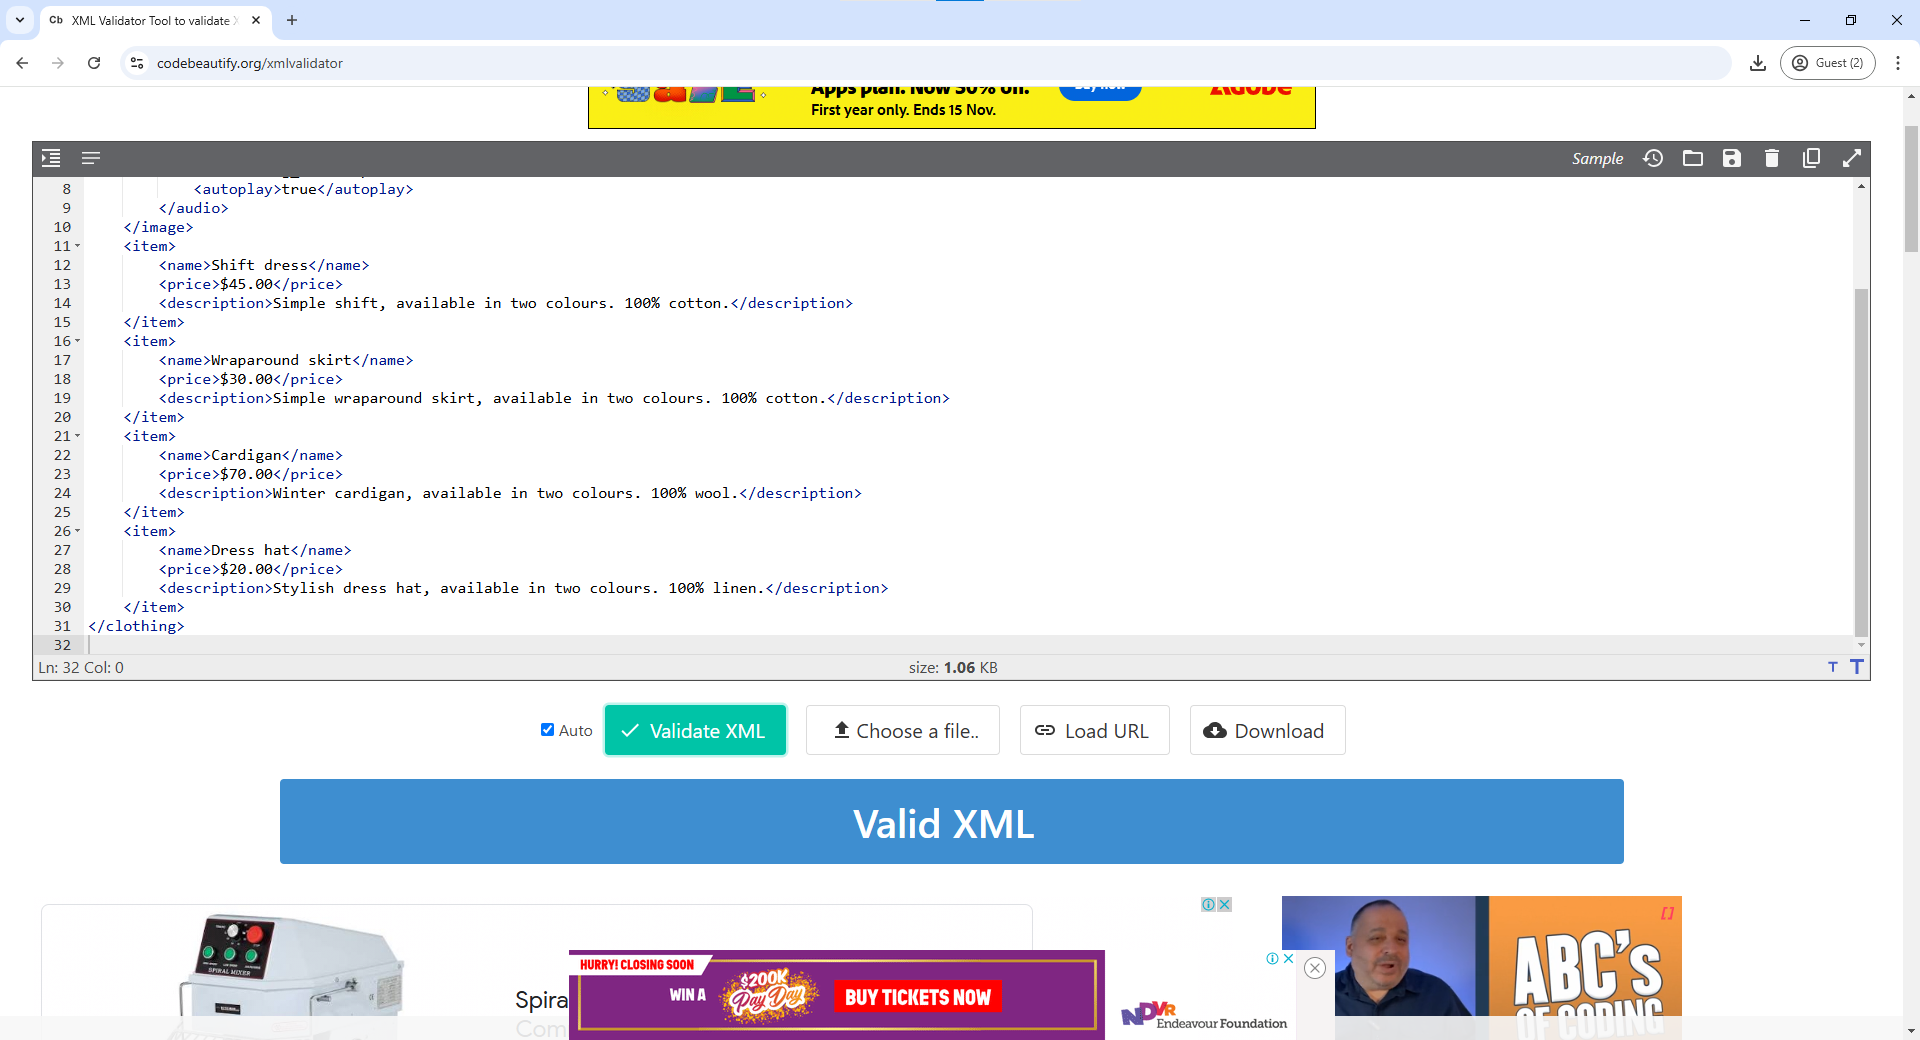 Cb XML Validator Tool to validate X
codebeautify.org/xmlvalidator
Guest (2)
Apps plan. Now 50% off.
Buy now
Adobe
First year only. Ends 15 Nov.
Sample
8 <autoplay>true</autoplay>
9 </audio>
10 </image>
11 <item>
12 <name>Shift dress</name>
13 <price>$45.00</price>
14 <description>Simple shift, available in two colours. 100% cotton.</description>
15 </item>
16 <item>
17 <name>Wraparound skirt</name>
18 <price>$30.00</price>
19 <description>Simple wraparound skirt, available in two colours. 100% cotton.</description>
20 </item>
21 <item>
22 <name>Cardigan</name>
23 <price>$70.00</price>
24 <description>Winter cardigan, available in two colours. 100% wool.</description>
25 </item>
26 <item>
27 <name>Dress hat</name>
28 <price>$20.00</price>
29 <description>Stylish dress hat, available in two colours. 100% linen.</description>
30 </item>
31 </clothing>
32
Ln: 32 Col: 0 size: 1.06 KB T T
Auto Validate XML Choose a file.. Load URL Download
Valid XML
SPIRAL MIXER
Spira
Com
HURRY! CLOSING SOON
WIN A $200K Pay Day BUY TICKETS NOW
NDVR Endeavour Foundation
ABC'S
OF CODING